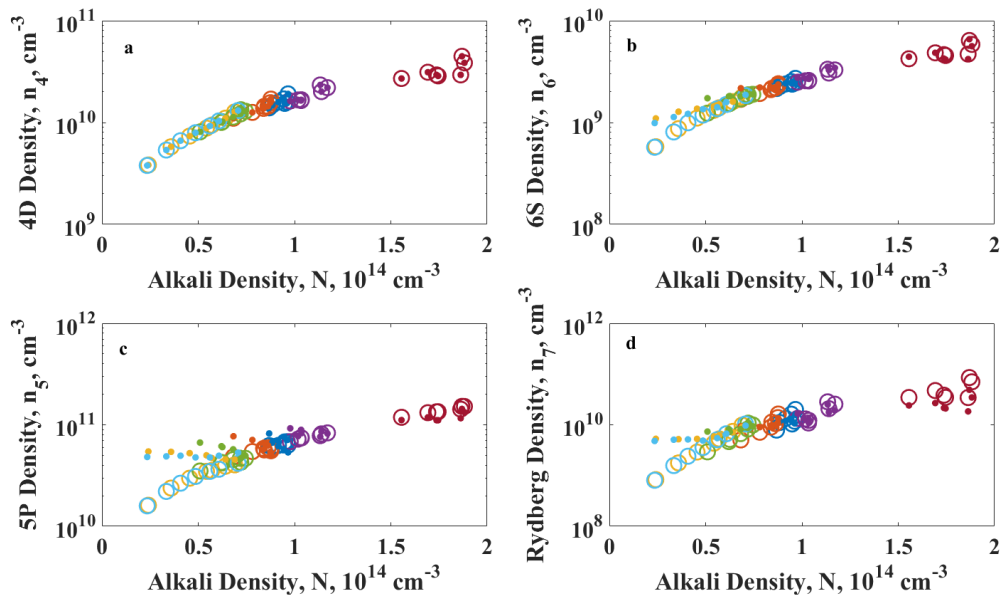 a
10^11
10^10
10^9
4D Density, n_4, cm^-3
0 0.5 1 1.5 2
Alkali Density, N, 10^14 cm^-3
b
10^10
10^9
10^8
6S Density, n_6, cm^-3
0 0.5 1 1.5 2
Alkali Density, N, 10^14 cm^-3
c
10^12
10^11
10^10
5P Density, n_5, cm^-3
0 0.5 1 1.5 2
Alkali Density, N, 10^14 cm^-3
d
10^12
10^10
10^8
Rydberg Density, n_7, cm^-3
0 0.5 1 1.5 2
Alkali Density, N, 10^14 cm^-3